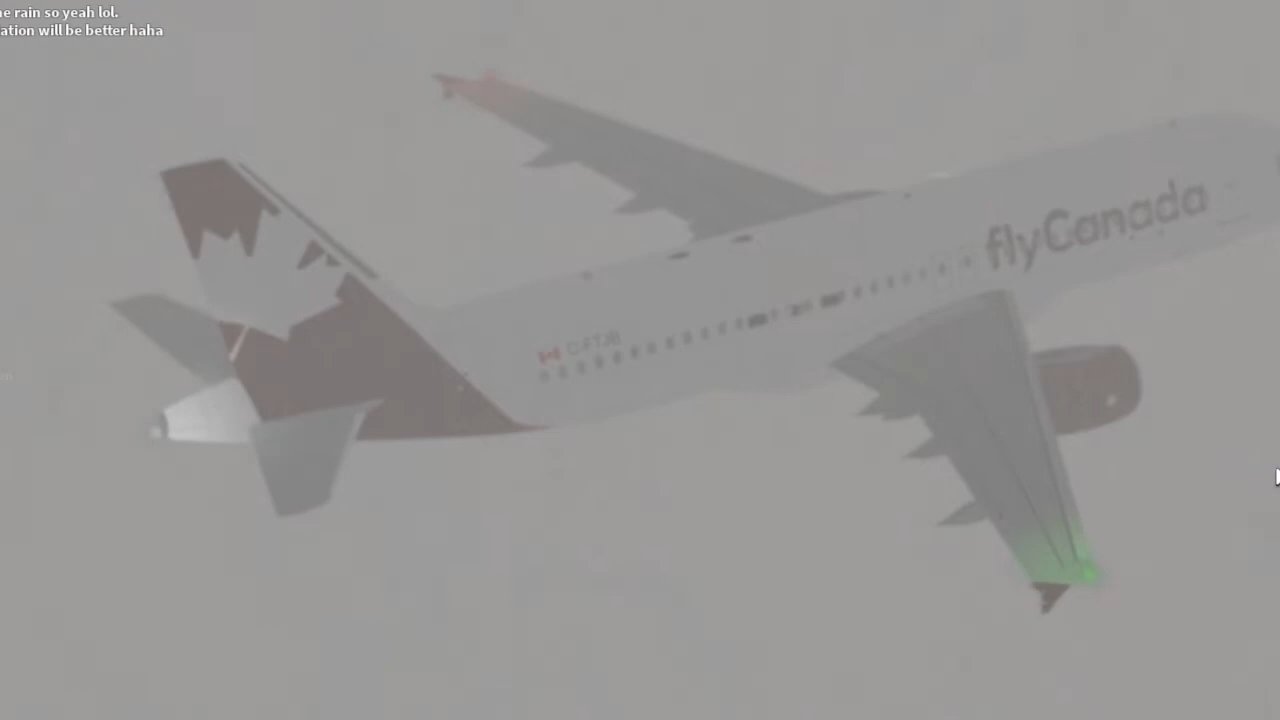 e rain so yeah lol.
ation will be better haha
flyCanada